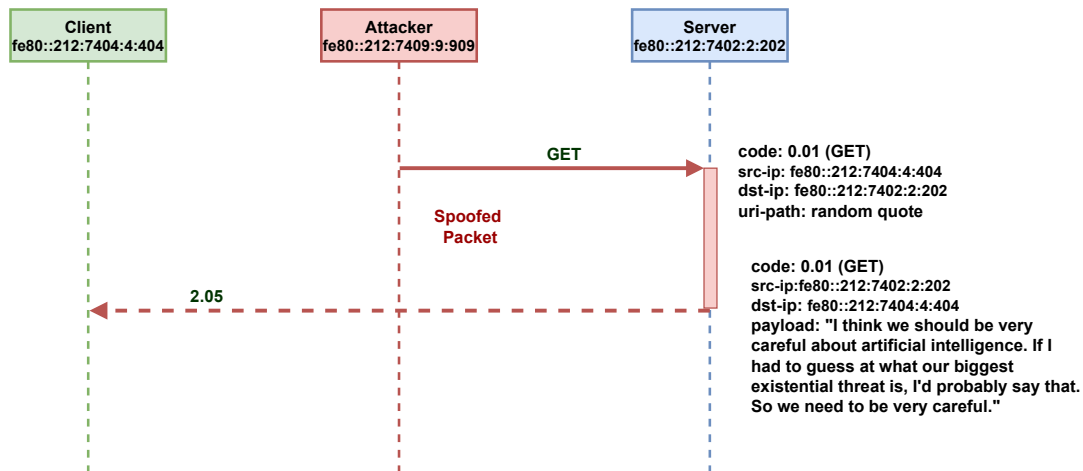 Client
fe80::212:7404:4:404
Attacker
fe80::212:7409:9:909
Server
fe80::212:7402:2:202
GET
code: 0.01 (GET)
src-ip: fe80::212:7404:4:404
dst-ip: fe80::212:7402:2:202
uri-path: random quote
Spoofed
Packet
2.05
code: 0.01 (GET)
src-ip:fe80::212:7402:2:202
dst-ip: fe80::212:7404:4:404
payload: "I think we should be very
careful about artificial intelligence. If I
had to guess at what our biggest
existential threat is, I'd probably say that.
So we need to be very careful."